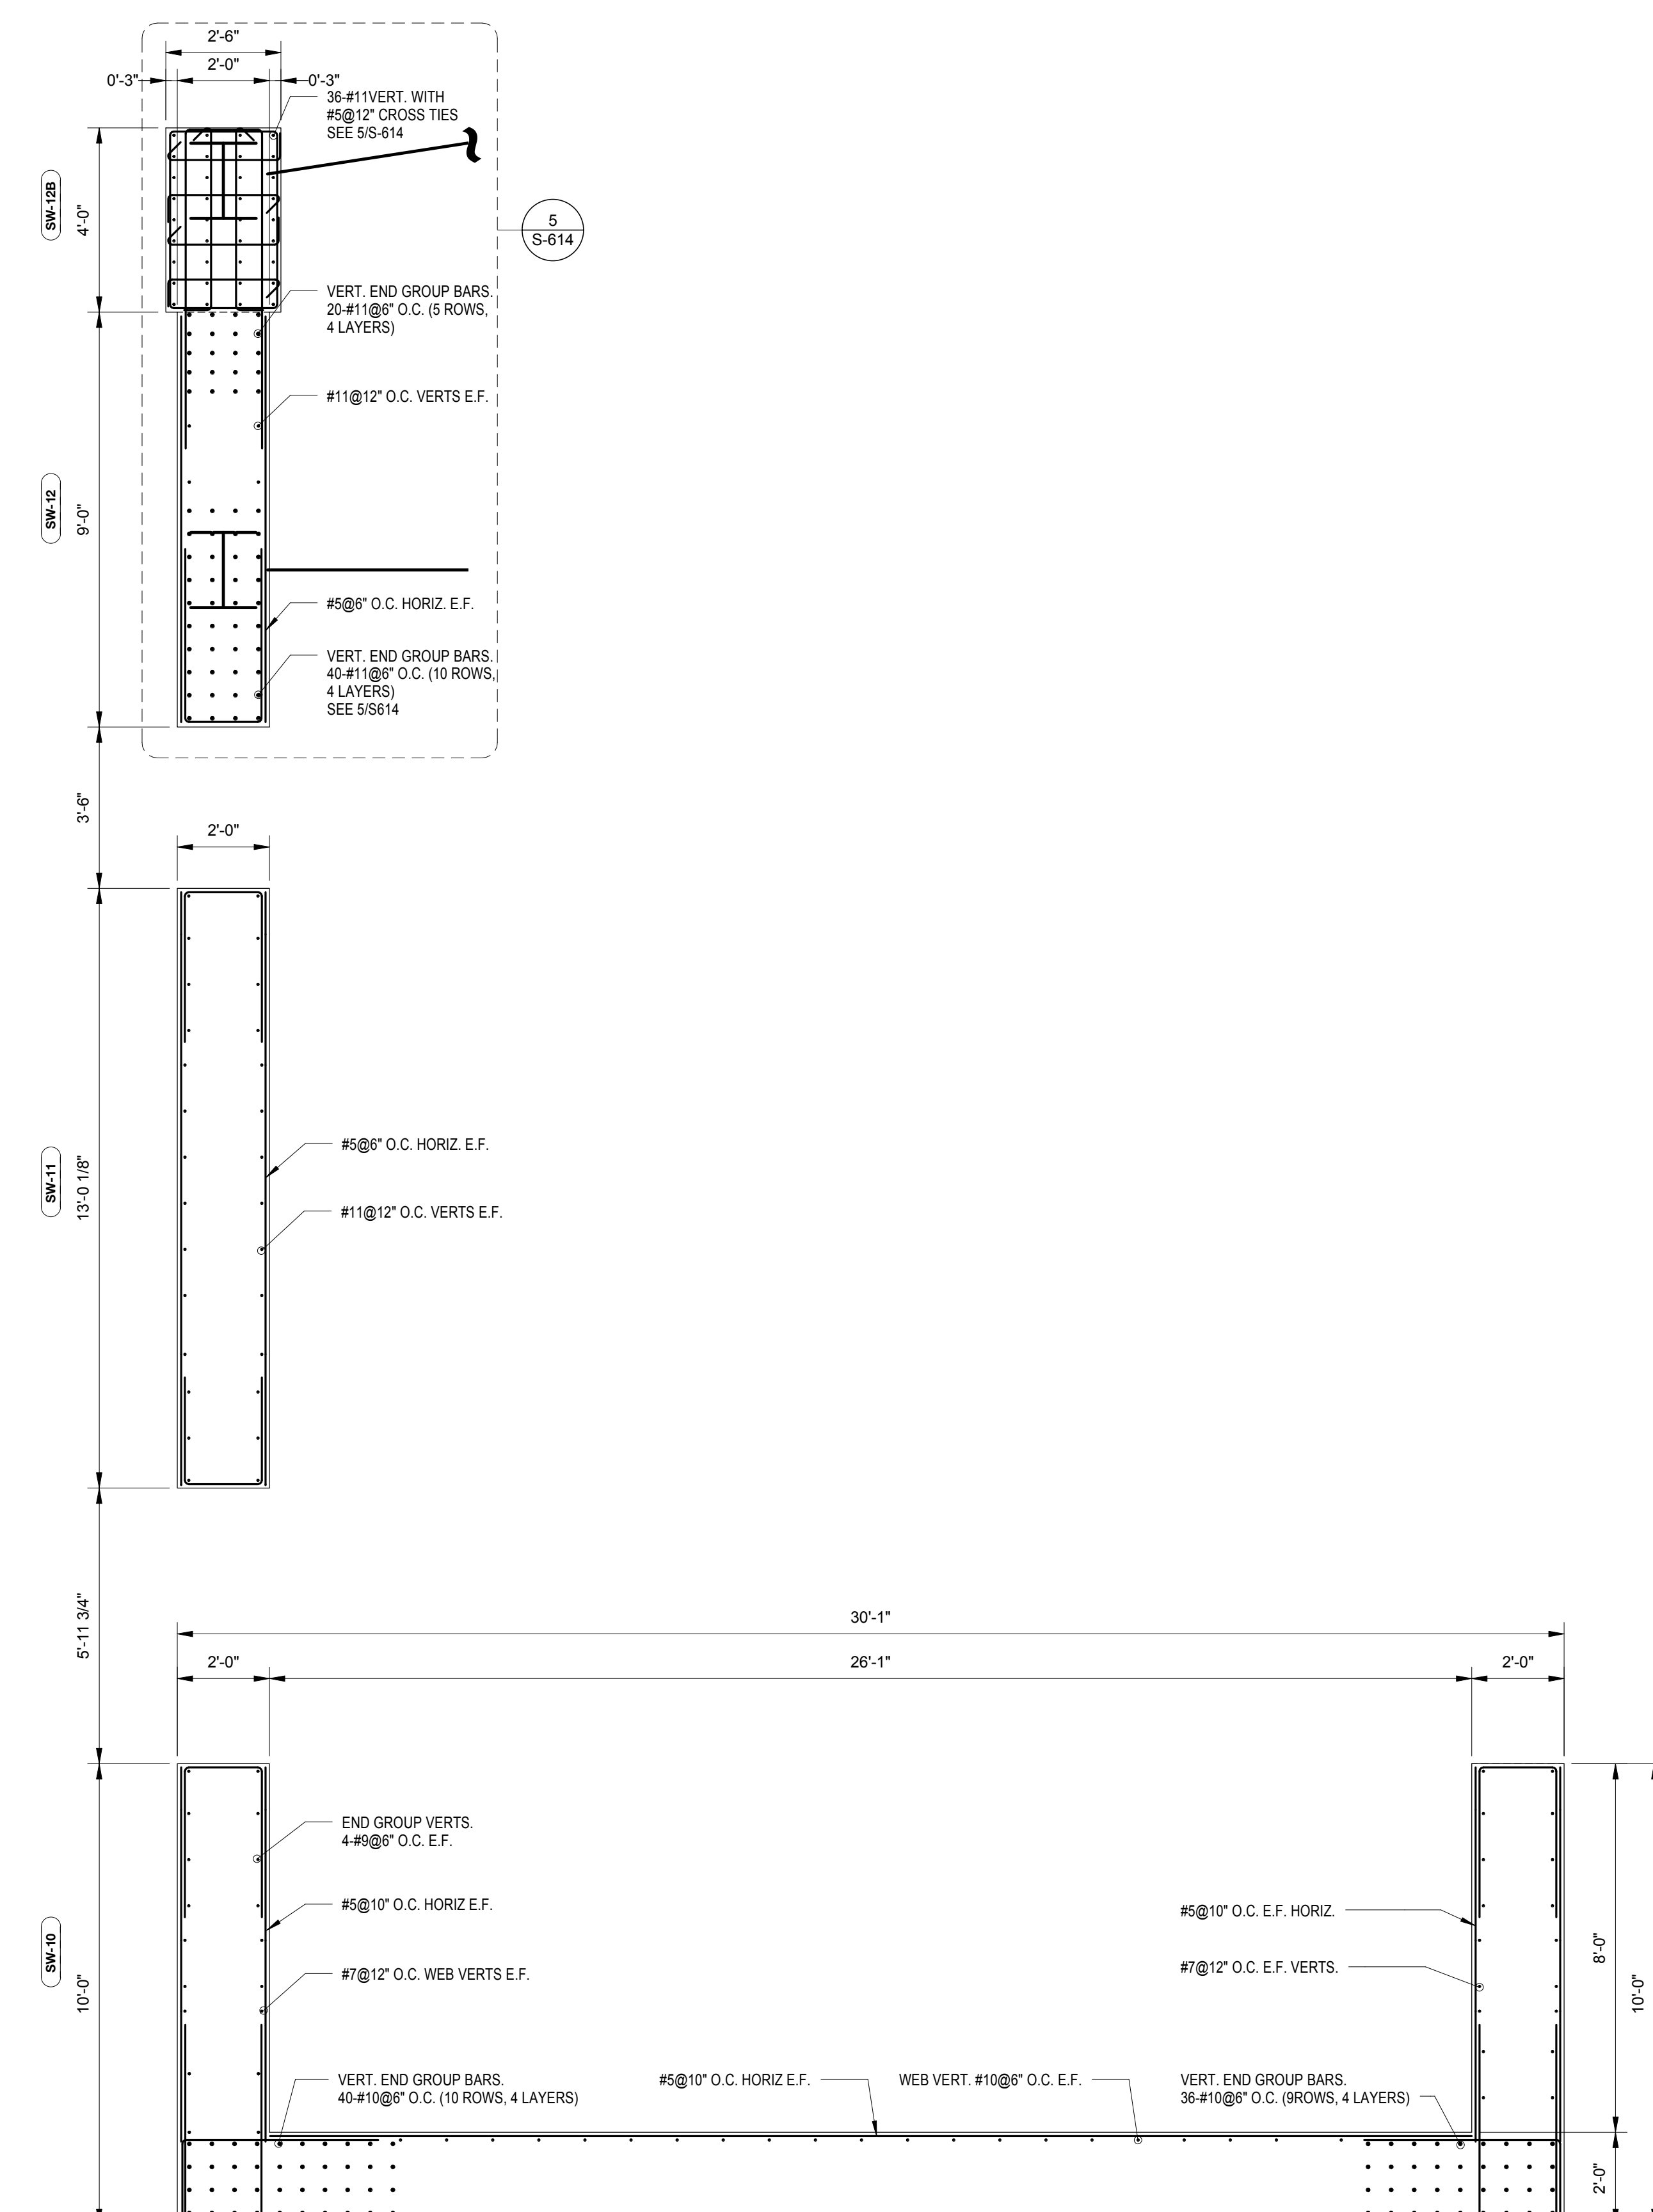 2'-6"
2'-0"
0'-3"
0'-3"
36-#11VERT. WITH
#5@12" CROSS TIES
SEE 5/S-614
SW-12B
4'-0"
5
S-614
VERT. END GROUP BARS.
20-#11@6" O.C. (5 ROWS,
4 LAYERS)
#11@12" O.C. VERTS E.F.
SW-12
9'-0"
#5@6" O.C. HORIZ. E.F.
VERT. END GROUP BARS.
40-#11@6" O.C. (10 ROWS,
4 LAYERS)
SEE 5/S614
3'-6"
2'-0"
#5@6" O.C. HORIZ. E.F.
SW-11
13'-0 1/8"
#11@12" O.C. VERTS E.F.
5'-11 3/4"
30'-1"
2'-0"
26'-1"
2'-0"
END GROUP VERTS.
4-#9@6" O.C. E.F.
#5@10" O.C. HORIZ E.F.
#5@10" O.C. E.F. HORIZ.
SW-10
10'-0"
#7@12" O.C. WEB VERTS E.F.
#7@12" O.C. E.F. VERTS.
8'-0"
10'-0"
VERT. END GROUP BARS.
40-#10@6" O.C. (10 ROWS, 4 LAYERS)
#5@10" O.C. HORIZ E.F.
WEB VERT. #10@6" O.C. E.F.
VERT. END GROUP BARS.
36-#10@6" O.C. (9ROWS, 4 LAYERS)
2'-0"